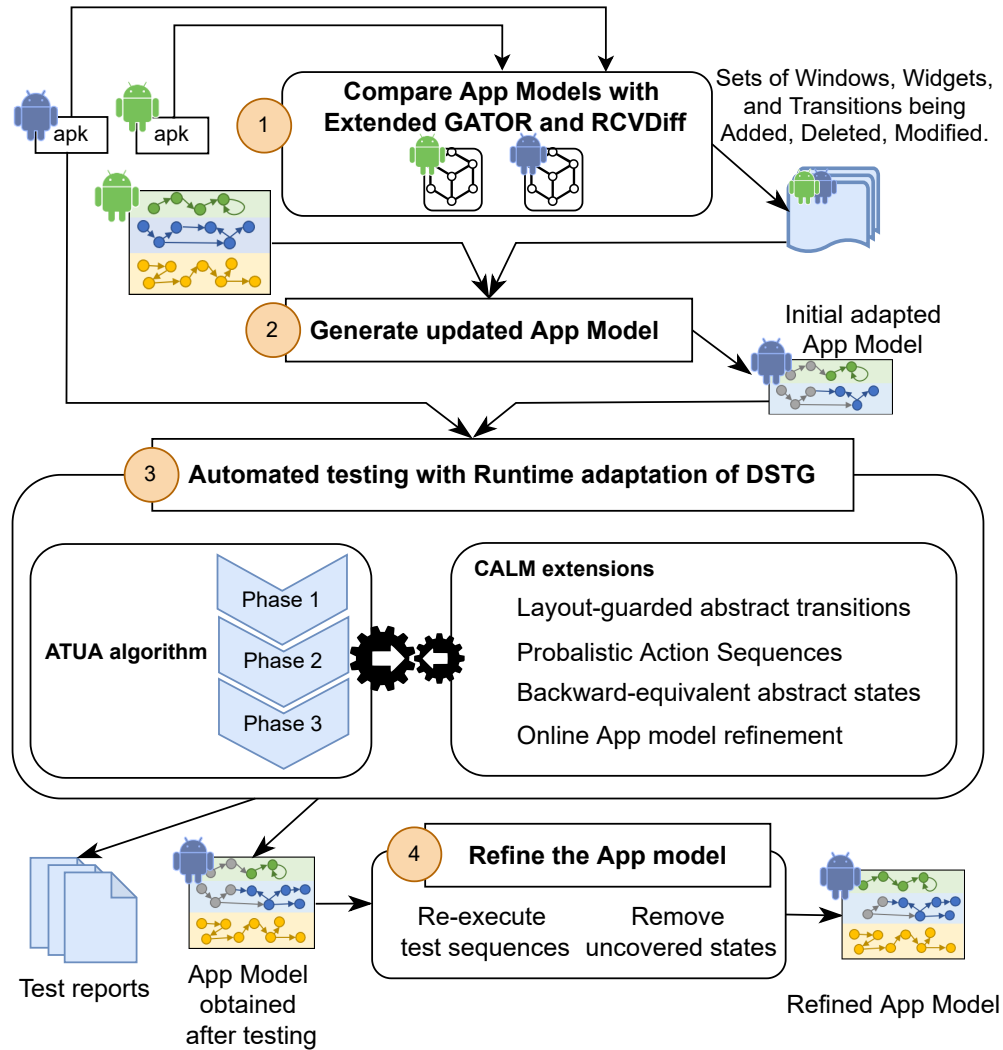 apk
apk
1
Compare App Models with
Extended GATOR and RCVDiff
Sets of Windows, Widgets,
and Transitions being
Added, Deleted, Modified.
2
Generate updated App Model
Initial adapted
App Model
3
Automated testing with Runtime adaptation of DSTG
ATUA algorithm
Phase 1
Phase 2
Phase 3
CALM extensions
Layout-guarded abstract transitions
Probalistic Action Sequences
Backward-equivalent abstract states
Online App model refinement
Test reports
App Model
obtained
after testing
4
Refine the App model
Re-execute
test sequences
Remove
uncovered states
Refined App Model